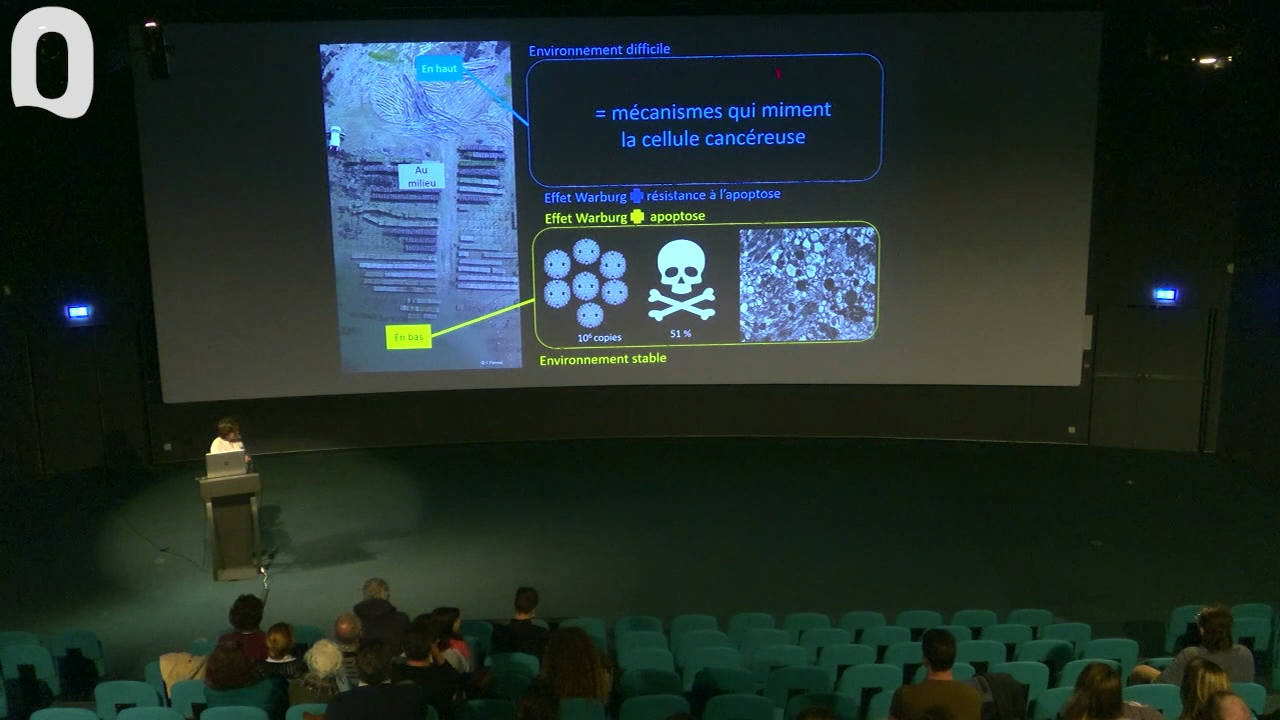 Environnement difficile
En haut
= mécanismes qui miment
la cellule cancéreuse
Au
milieu
Effet Warburg résistance à l'apoptose
Effet Warburg apoptose
10⁵ copies
51 %
En bas
Environnement stable